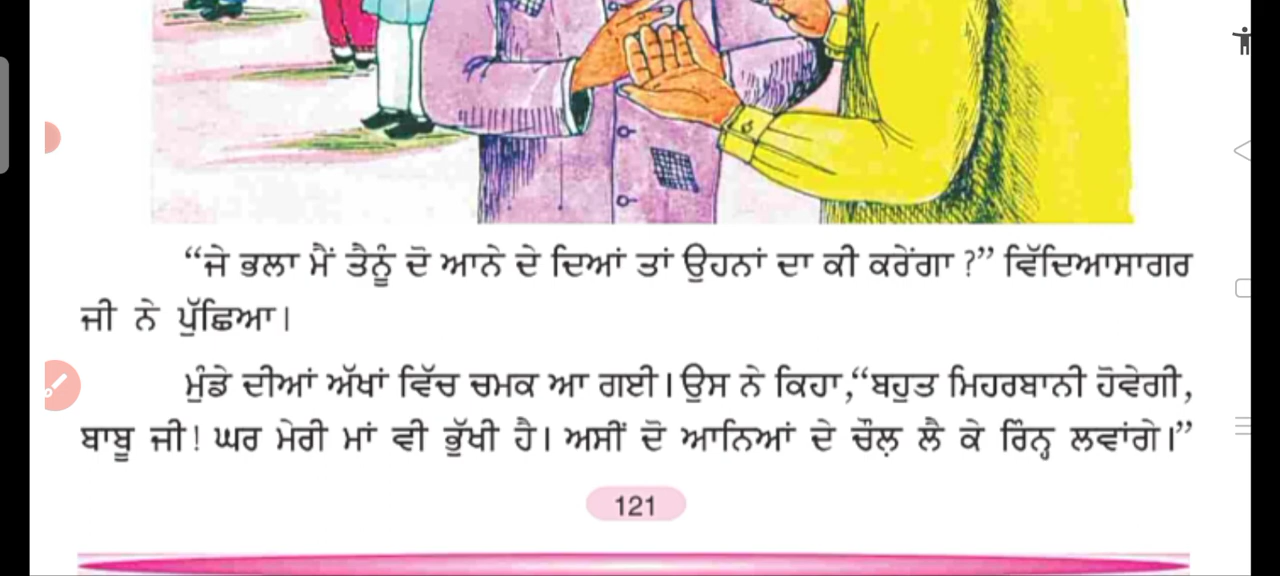 “ਜੇ ਭਲਾ ਮੈਂ ਤੈਨੂੰ ਦੋ ਆਨੇ ਦੇ ਦਿਆਂ ਤਾਂ ਉਹਨਾਂ ਦਾ ਕੀ ਕਰੇਂਗਾ ?” ਵਿੱਦਿਆਸਾਗਰ
ਜੀ ਨੇ ਪੁੱਛਿਆ।
ਮੁੰਡੇ ਦੀਆਂ ਅੱਖਾਂ ਵਿੱਚ ਚਮਕ ਆ ਗਈ। ਉਸ ਨੇ ਕਿਹਾ,“ਬਹੁਤ ਮਿਹਰਬਾਨੀ ਹੋਵੇਗੀ,
ਬਾਬੂ ਜੀ! ਘਰ ਮੇਰੀ ਮਾਂ ਵੀ ਭੁੱਖੀ ਹੈ। ਅਸੀਂ ਦੋ ਆਨਿਆਂ ਦੇ ਚੌਲ਼ ਲੈ ਕੇ ਰਿੰਨ੍ਹ ਲਵਾਂਗੇ।”
121